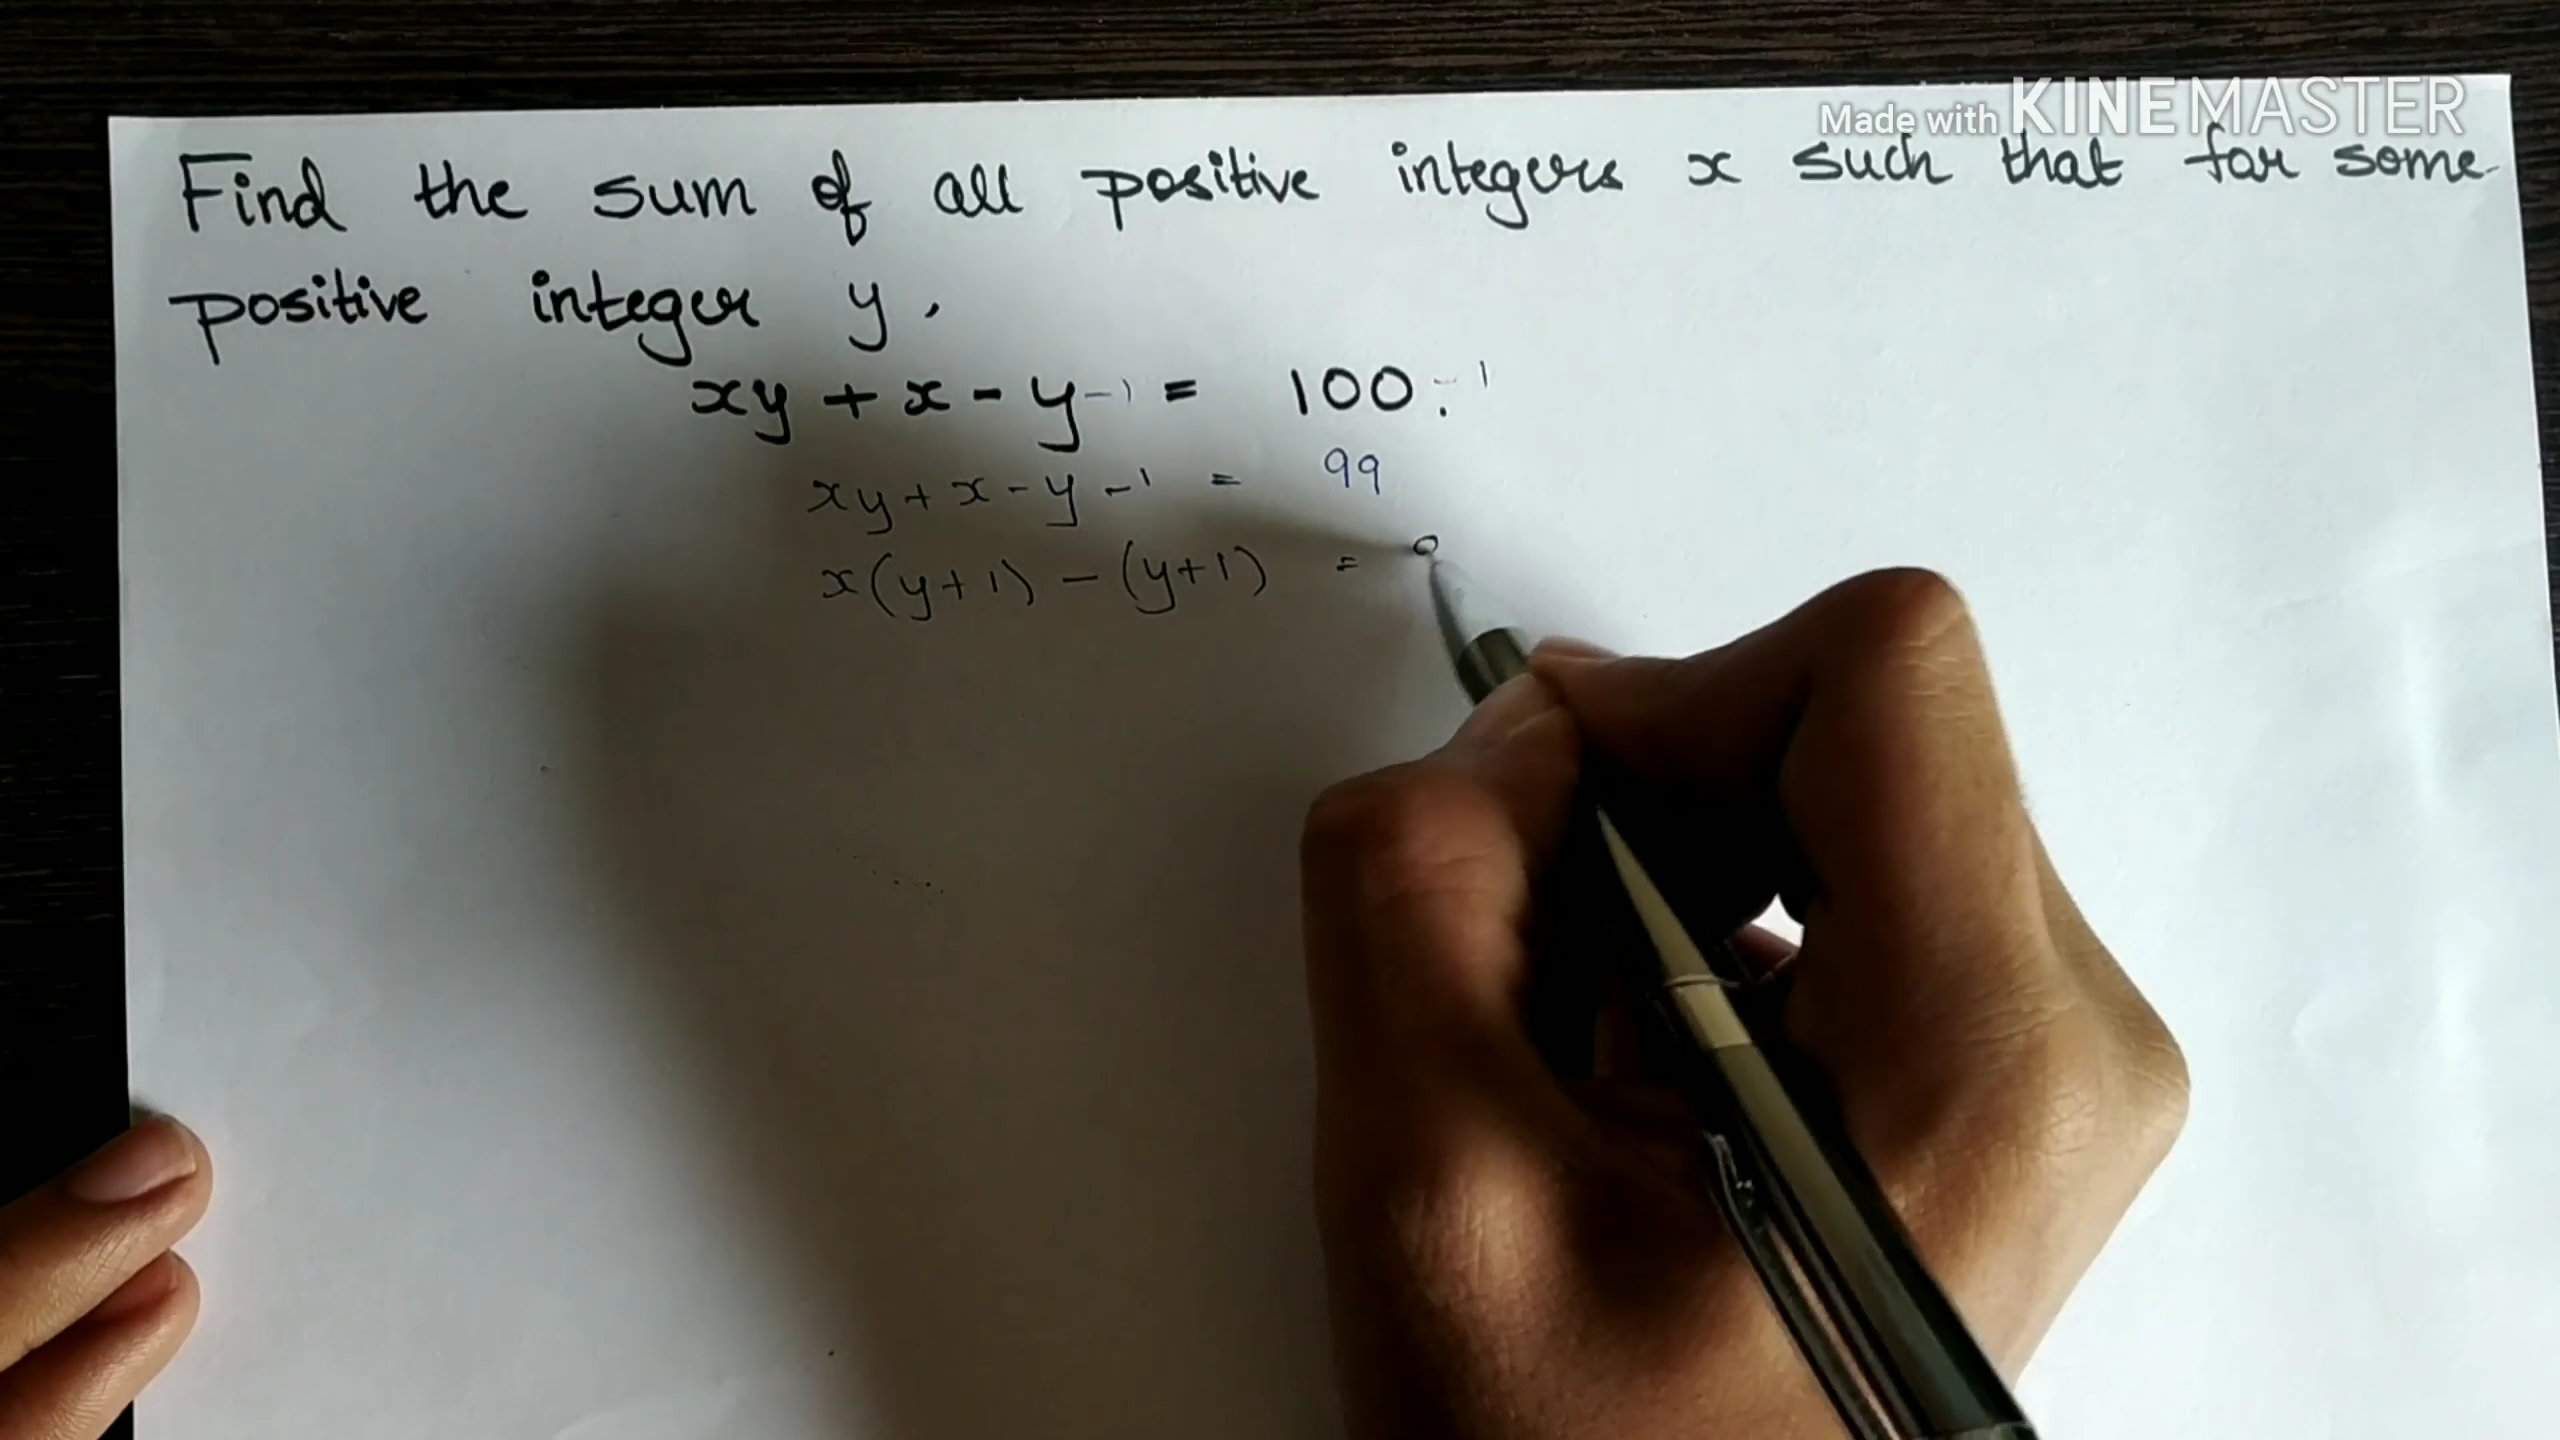 Made with KINEMASTER
Find the sum of all positive integers x such that for some
positive integer y,
xy + x - y - 1 = 100 - 1
xy + x - y - 1 = 99
x(y + 1) - (y + 1) =